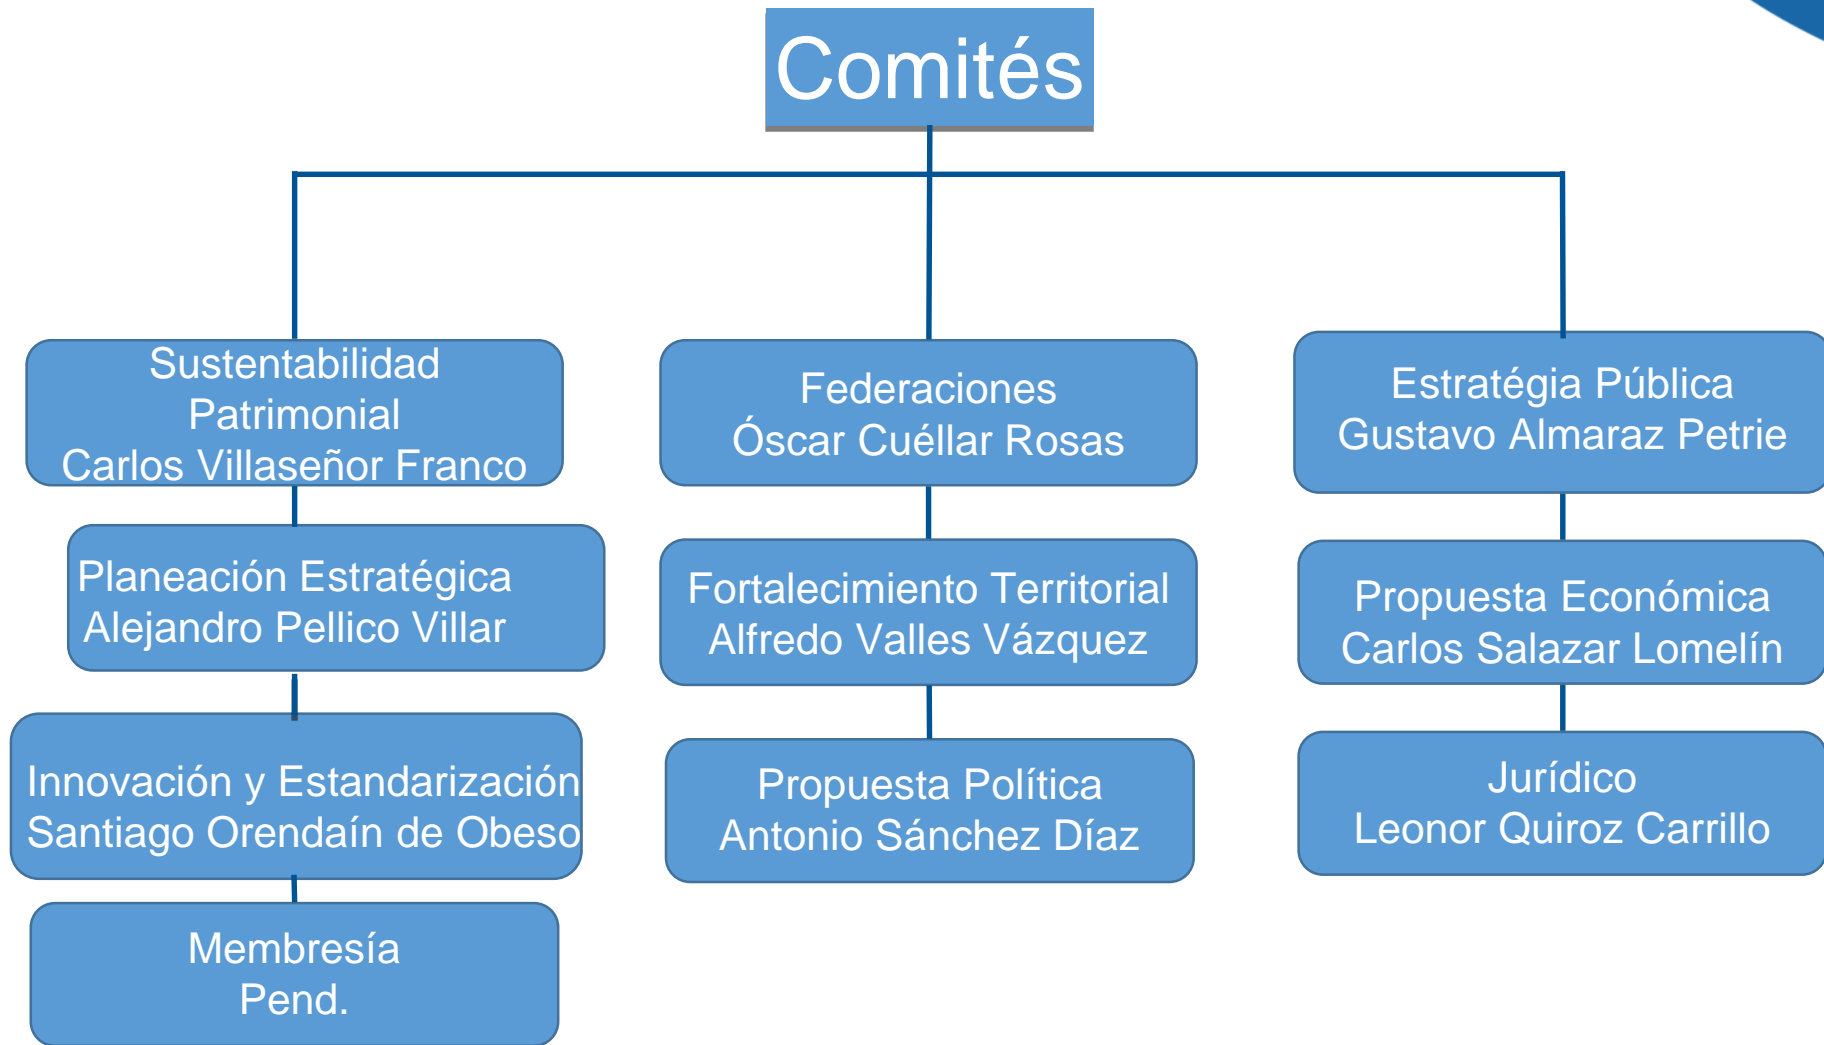 Comités
Sustentabilidad
Patrimonial
Carlos Villaseñor Franco
Planeación Estratégica
Alejandro Pellico Villar
Innovación y Estandarización
Santiago Orendaín de Obeso
Membresía
Pend.
Federaciones
Óscar Cuéllar Rosas
Fortalecimiento Territorial
Alfredo Valles Vázquez
Propuesta Política
Antonio Sánchez Díaz
Estratégia Pública
Gustavo Almaraz Petrie
Propuesta Económica
Carlos Salazar Lomelín
Jurídico
Leonor Quiroz Carrillo